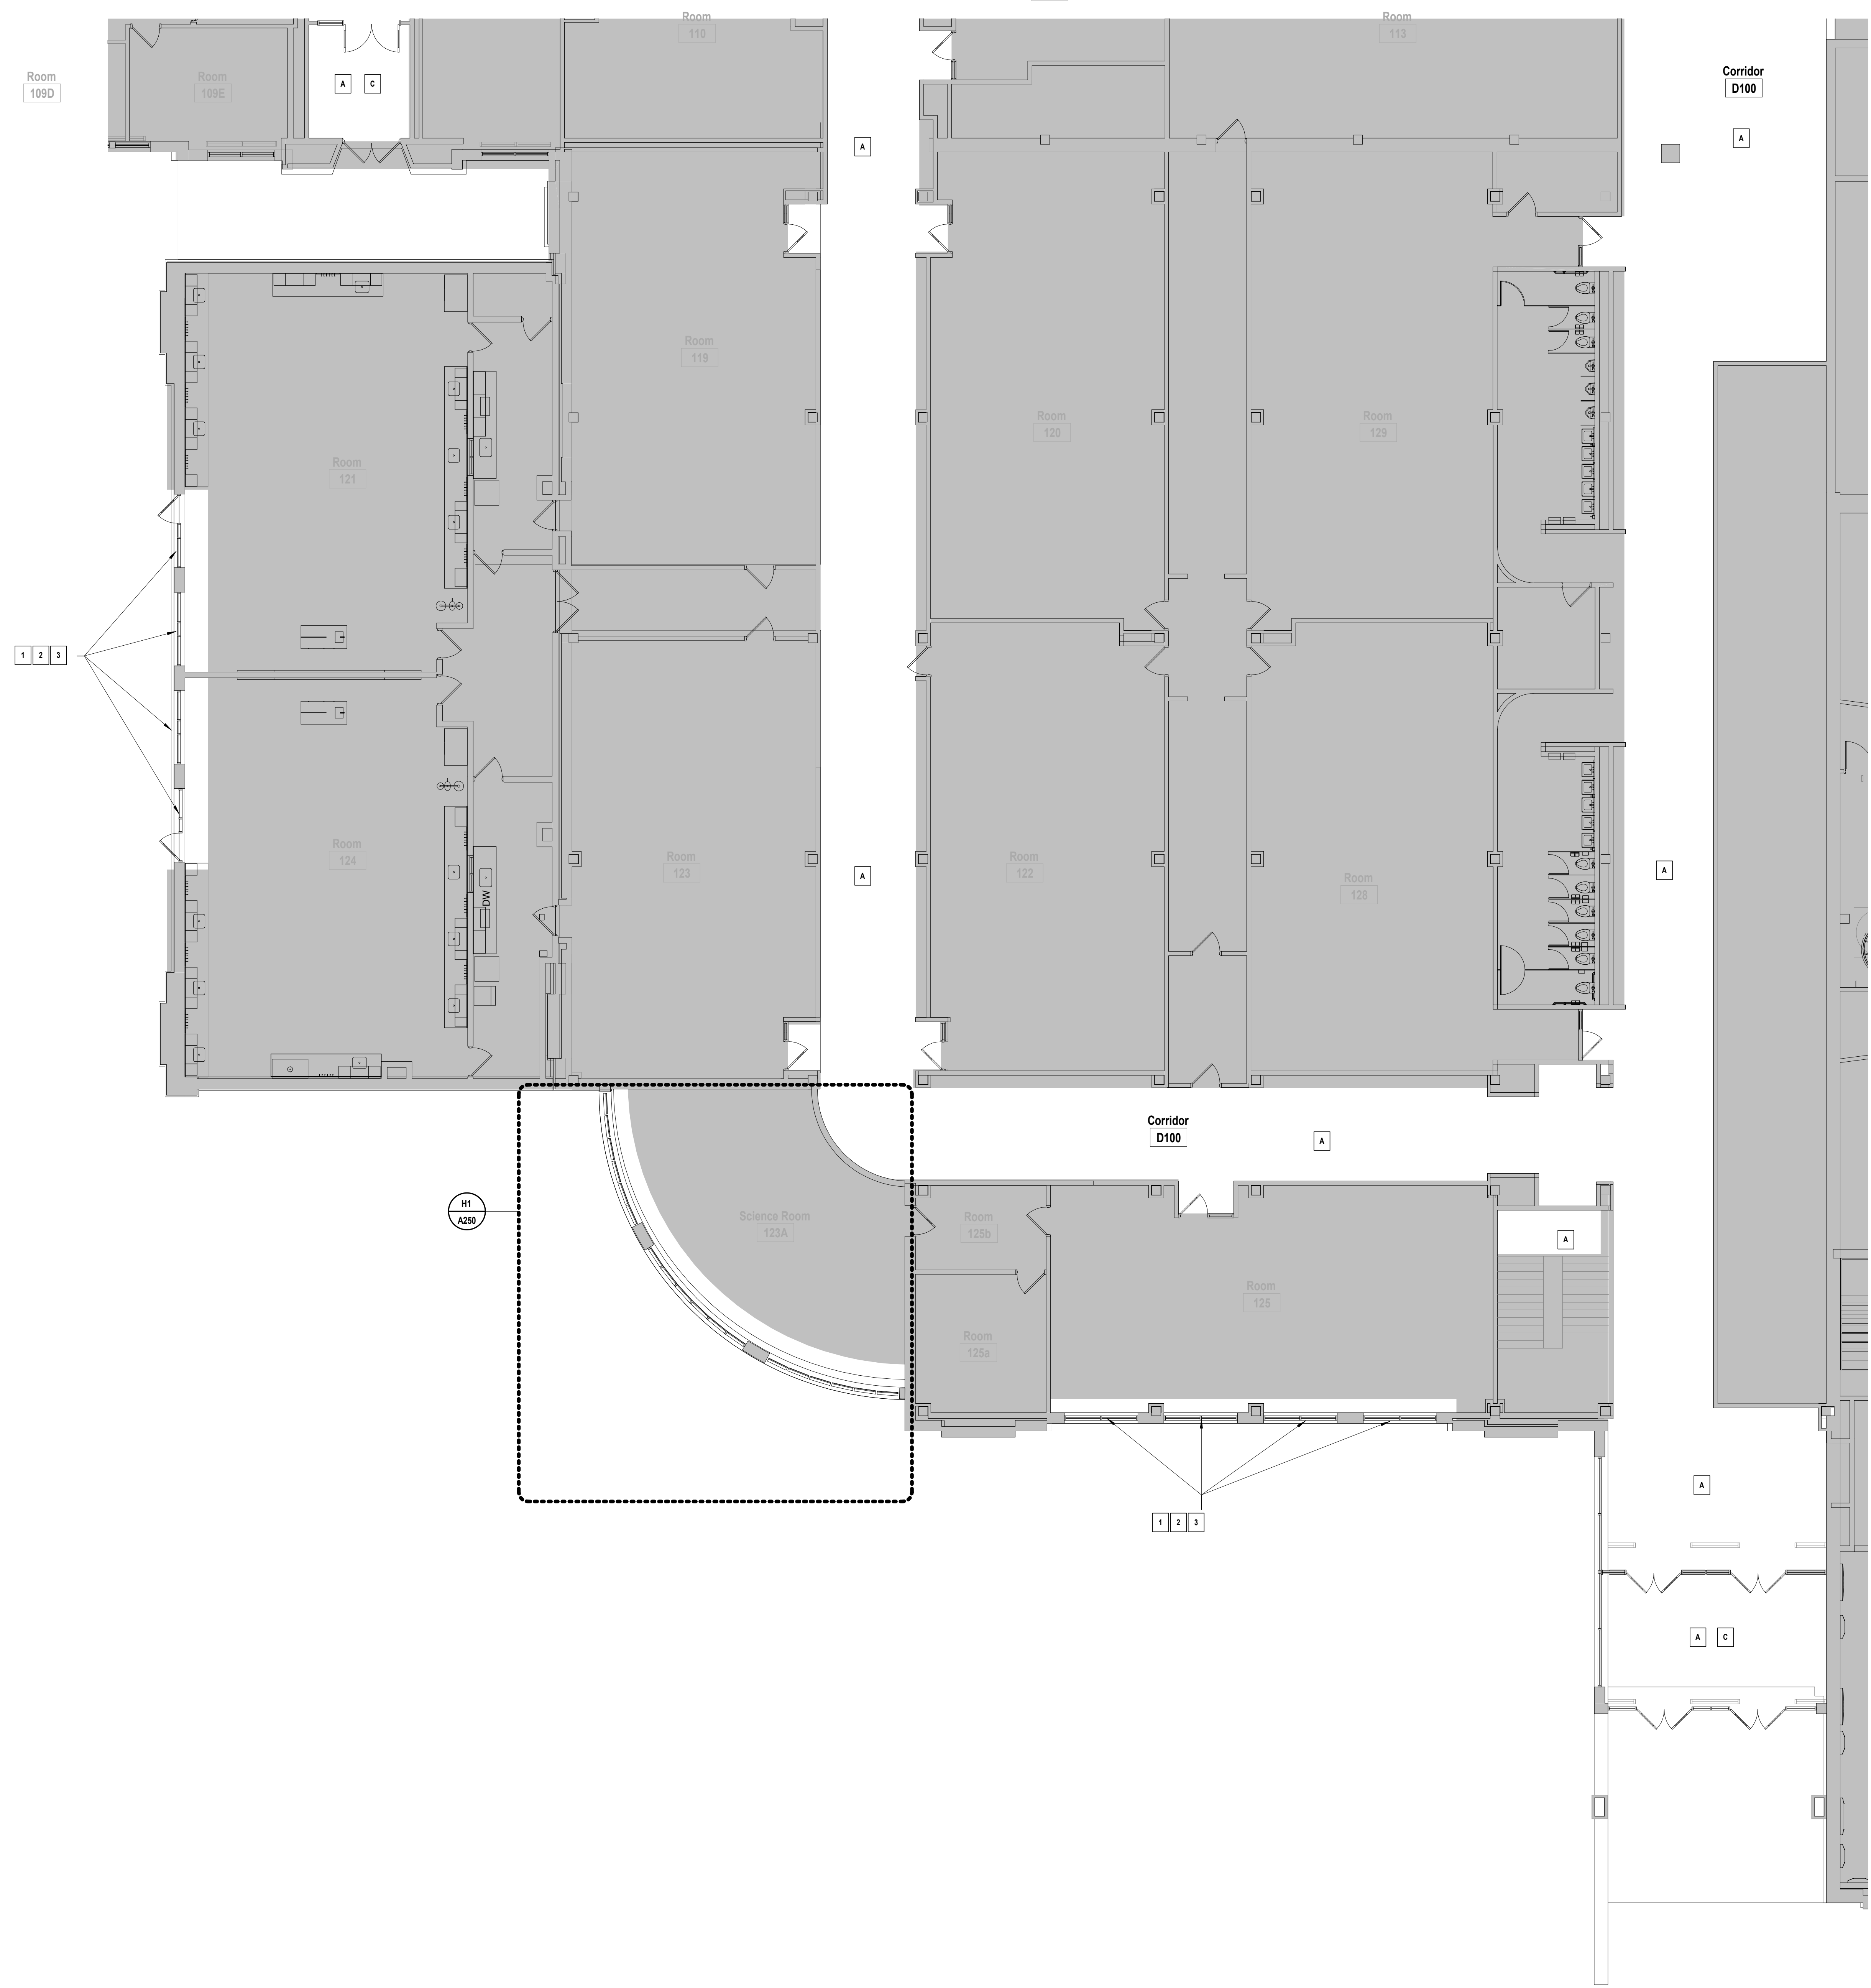 Room
110
Room
113
Room
109D
Room
109E
A C
Corridor
D100
A
A
Room
119
Room
120
Room
129
Room
121
1 2 3
Room
124
Room
123
A
Room
122
Room
128
A
DW
Corridor
D100
A
H1
A250
Science Room
123A
Room
125b
A
Room
125
Room
125a
A
1 2 3
A C